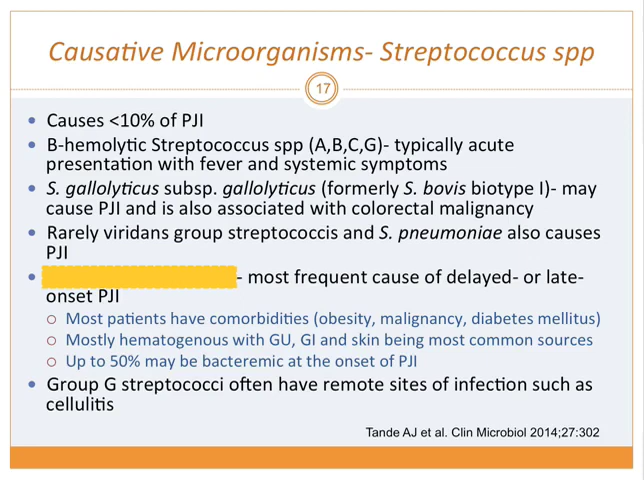 Causative Microorganisms- Streptococcus spp
17
Causes <10% of PJI
B-hemolytic Streptococcus spp (A,B,C,G)- typically acute
presentation with fever and systemic symptoms
S. gallolyticus subsp. gallolyticus (formerly S. bovis biotype I)- may
cause PJI and is also associated with colorectal malignancy
Rarely viridans group streptococcis and S. pneumoniae also causes
PJI
- most frequent cause of delayed- or late-
onset PJI
Most patients have comorbidities (obesity, malignancy, diabetes mellitus)
Mostly hematogenous with GU, GI and skin being most common sources
Up to 50% may be bacteremic at the onset of PJI
Group G streptococci often have remote sites of infection such as
cellulitis
Tande AJ et al. Clin Microbiol 2014;27:302